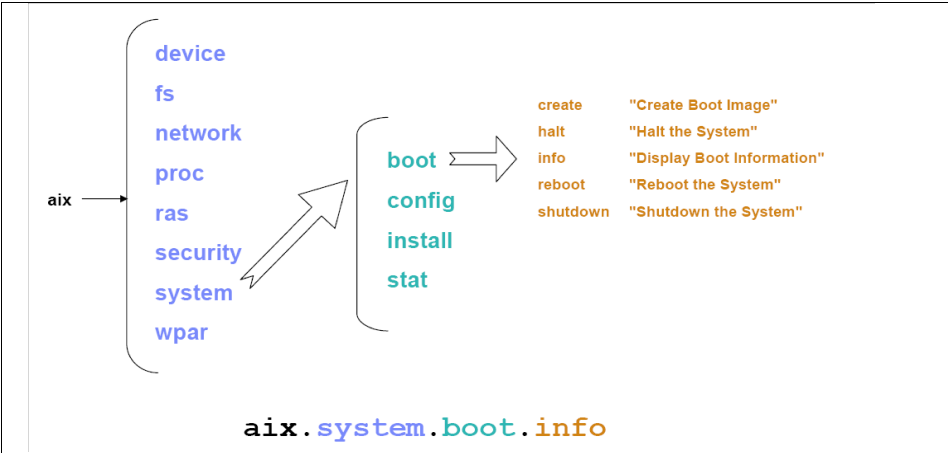 aix
device
fs
network
proc
ras
security
system
wpar
boot
config
install
stat
create "Create Boot Image"
halt "Halt the System"
info "Display Boot Information"
reboot "Reboot the System"
shutdown "Shutdown the System"
aix.system.boot.info